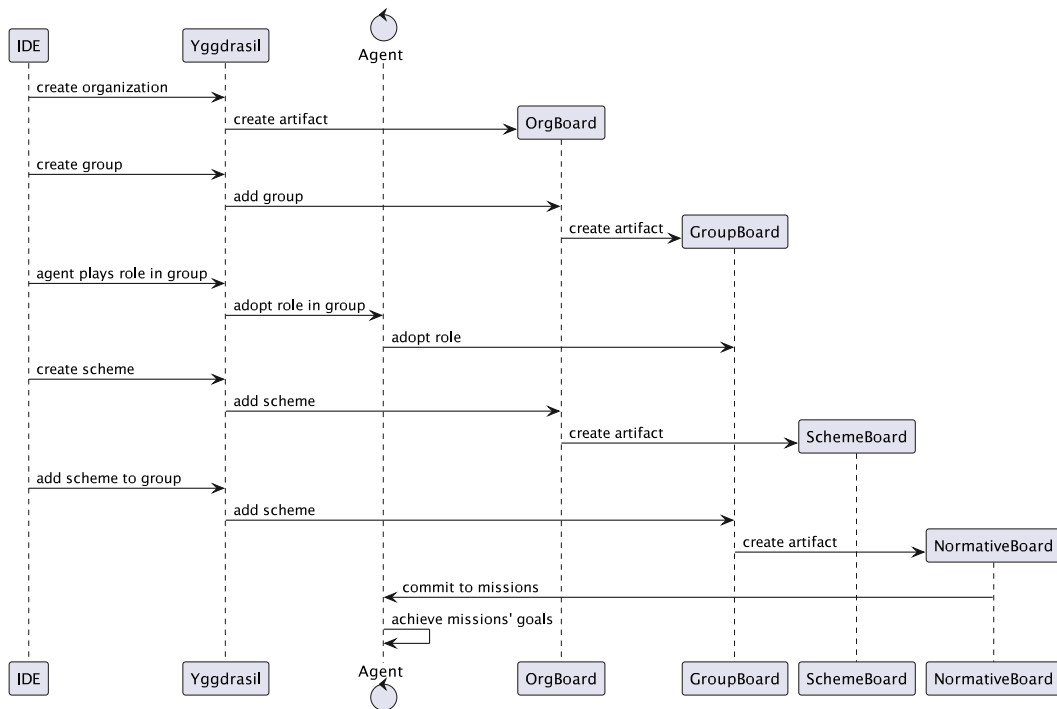 IDE
Yggdrasil
Agent
create organization
create artifact
OrgBoard
create group
add group
create artifact
GroupBoard
agent plays role in group
adopt role in group
adopt role
create scheme
add scheme
create artifact
SchemeBoard
add scheme to group
add scheme
create artifact
NormativeBoard
commit to missions
achieve missions' goals
IDE
Yggdrasil
Agent
OrgBoard
GroupBoard
SchemeBoard
NormativeBoard